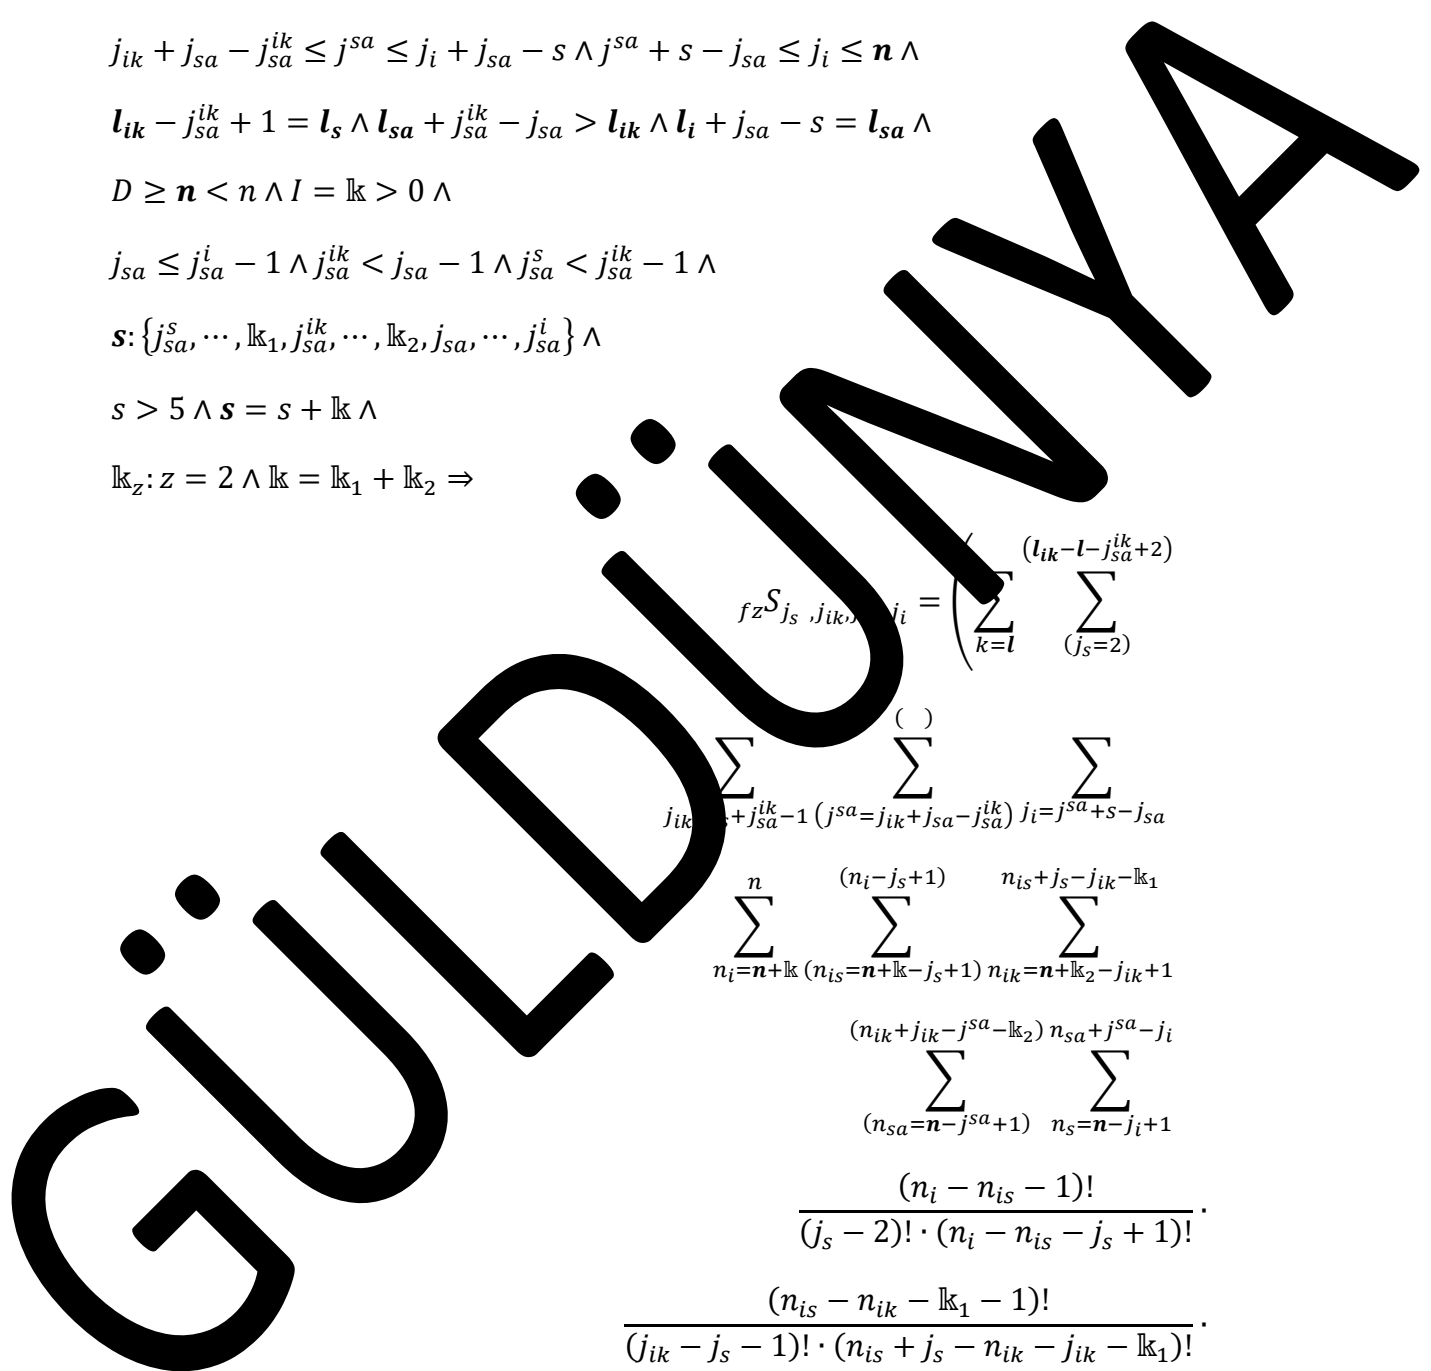 j_{ik} + j_{sa} − j_{sa}^{ik} ≤ j^{sa} ≤ j_i + j_{sa} − s ∧ j^{sa} + s − j_{sa} ≤ j_i ≤ 𝒏 ∧
𝒍_{𝒊𝒌} − j_{sa}^{ik} + 1 = 𝒍_𝒔 ∧ 𝒍_{𝒔𝒂} + j_{sa}^{ik} − j_{sa} > 𝒍_{𝒊𝒌} ∧ 𝒍_𝒊 + j_{sa} − s = 𝒍_{𝒔𝒂} ∧
D ≥ 𝒏 < n ∧ I = 𝕜 > 0 ∧
j_{sa} ≤ j_{sa}^{i} − 1 ∧ j_{sa}^{ik} < j_{sa} − 1 ∧ j_{sa}^{s} < j_{sa}^{ik} − 1 ∧
𝒔: {j_{sa}^{s}, ⋯ , 𝕜_1, j_{sa}^{ik}, ⋯ , 𝕜_2, j_{sa}, ⋯ , j_{sa}^{i}} ∧
s > 5 ∧ 𝒔 = s + 𝕜 ∧
𝕜_z: z = 2 ∧ 𝕜 = 𝕜_1 + 𝕜_2 ⇒
_{fz}S_{j_s ,j_{ik}, j_i} = ( ∑_{k=𝒍} ∑_{(j_s=2)}^{(𝒍_{𝒊𝒌}−𝒍−j_{sa}^{ik}+2)}
∑_{j_{ik} +j_{sa}^{ik}−1} ∑_{(j^{sa}=j_{ik}+j_{sa}−j_{sa}^{ik})}^{( )} ∑_{j_i=j^{sa}+s−j_{sa}}
∑_{n_i=𝒏+𝕜}^{n} ∑_{(n_{is}=𝒏+𝕜−j_s+1)}^{(n_i−j_s+1)} ∑_{n_{ik}=𝒏+𝕜_2−j_{ik}+1}^{n_{is}+j_s−j_{ik}−𝕜_1}
∑_{(n_{sa}=𝒏−j^{sa}+1)}^{(n_{ik}+j_{ik}−j^{sa}−𝕜_2)} ∑_{n_s=𝒏−j_i+1}^{n_{sa}+j^{sa}−j_i}
(n_i − n_{is} − 1)!
(j_s − 2)! · (n_i − n_{is} − j_s + 1)! ·
(n_{is} − n_{ik} − 𝕜_1 − 1)!
(j_{ik} − j_s − 1)! · (n_{is} + j_s − n_{ik} − j_{ik} − 𝕜_1)! ·
GÜLDÜNYA